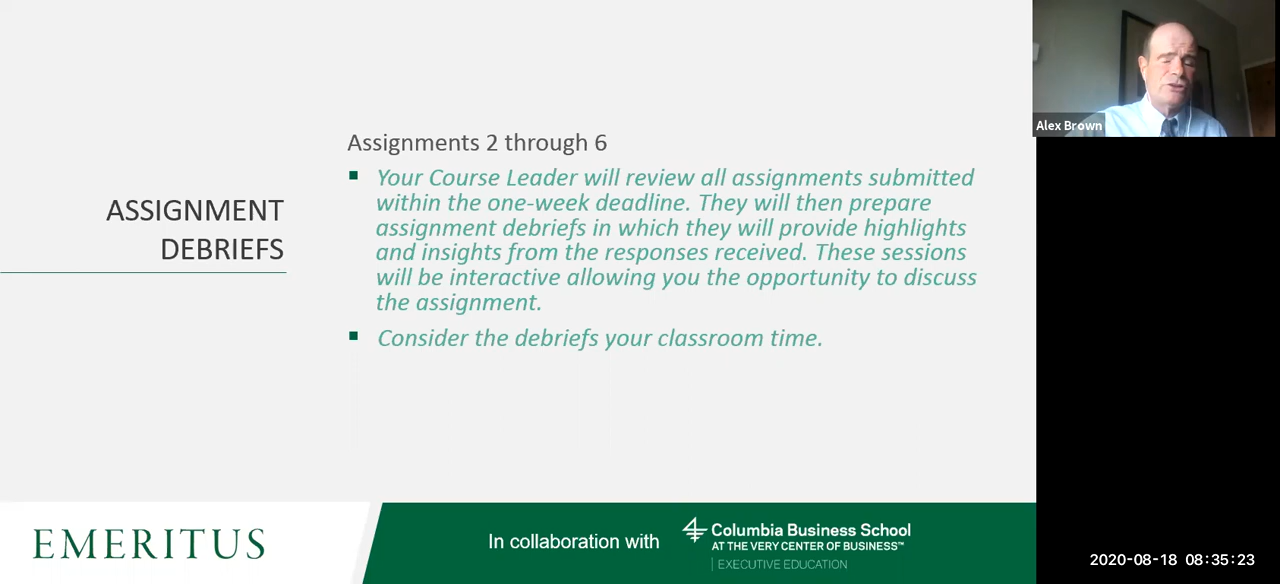 ASSIGNMENT
DEBRIEFS
Assignments 2 through 6
Your Course Leader will review all assignments submitted
within the one-week deadline. They will then prepare
assignment debriefs in which they will provide highlights
and insights from the responses received. These sessions
will be interactive allowing you the opportunity to discuss
the assignment.
Consider the debriefs your classroom time.
Alex Brown
EMERITUS
In collaboration with
Columbia Business School
AT THE VERY CENTER OF BUSINESS™
EXECUTIVE EDUCATION
2020-08-18 08:35:23